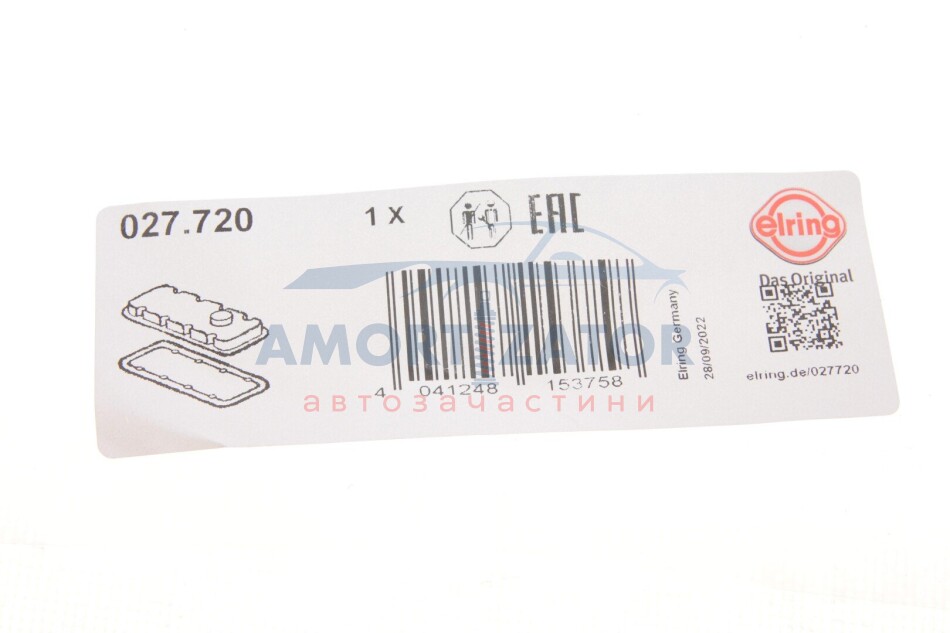 027.720
1 X
EAC
elring
Das Original
elring.de/027720
Elring Germany
28/09/2022
4 041248 153758
AMORTIZATOR
автозачастини